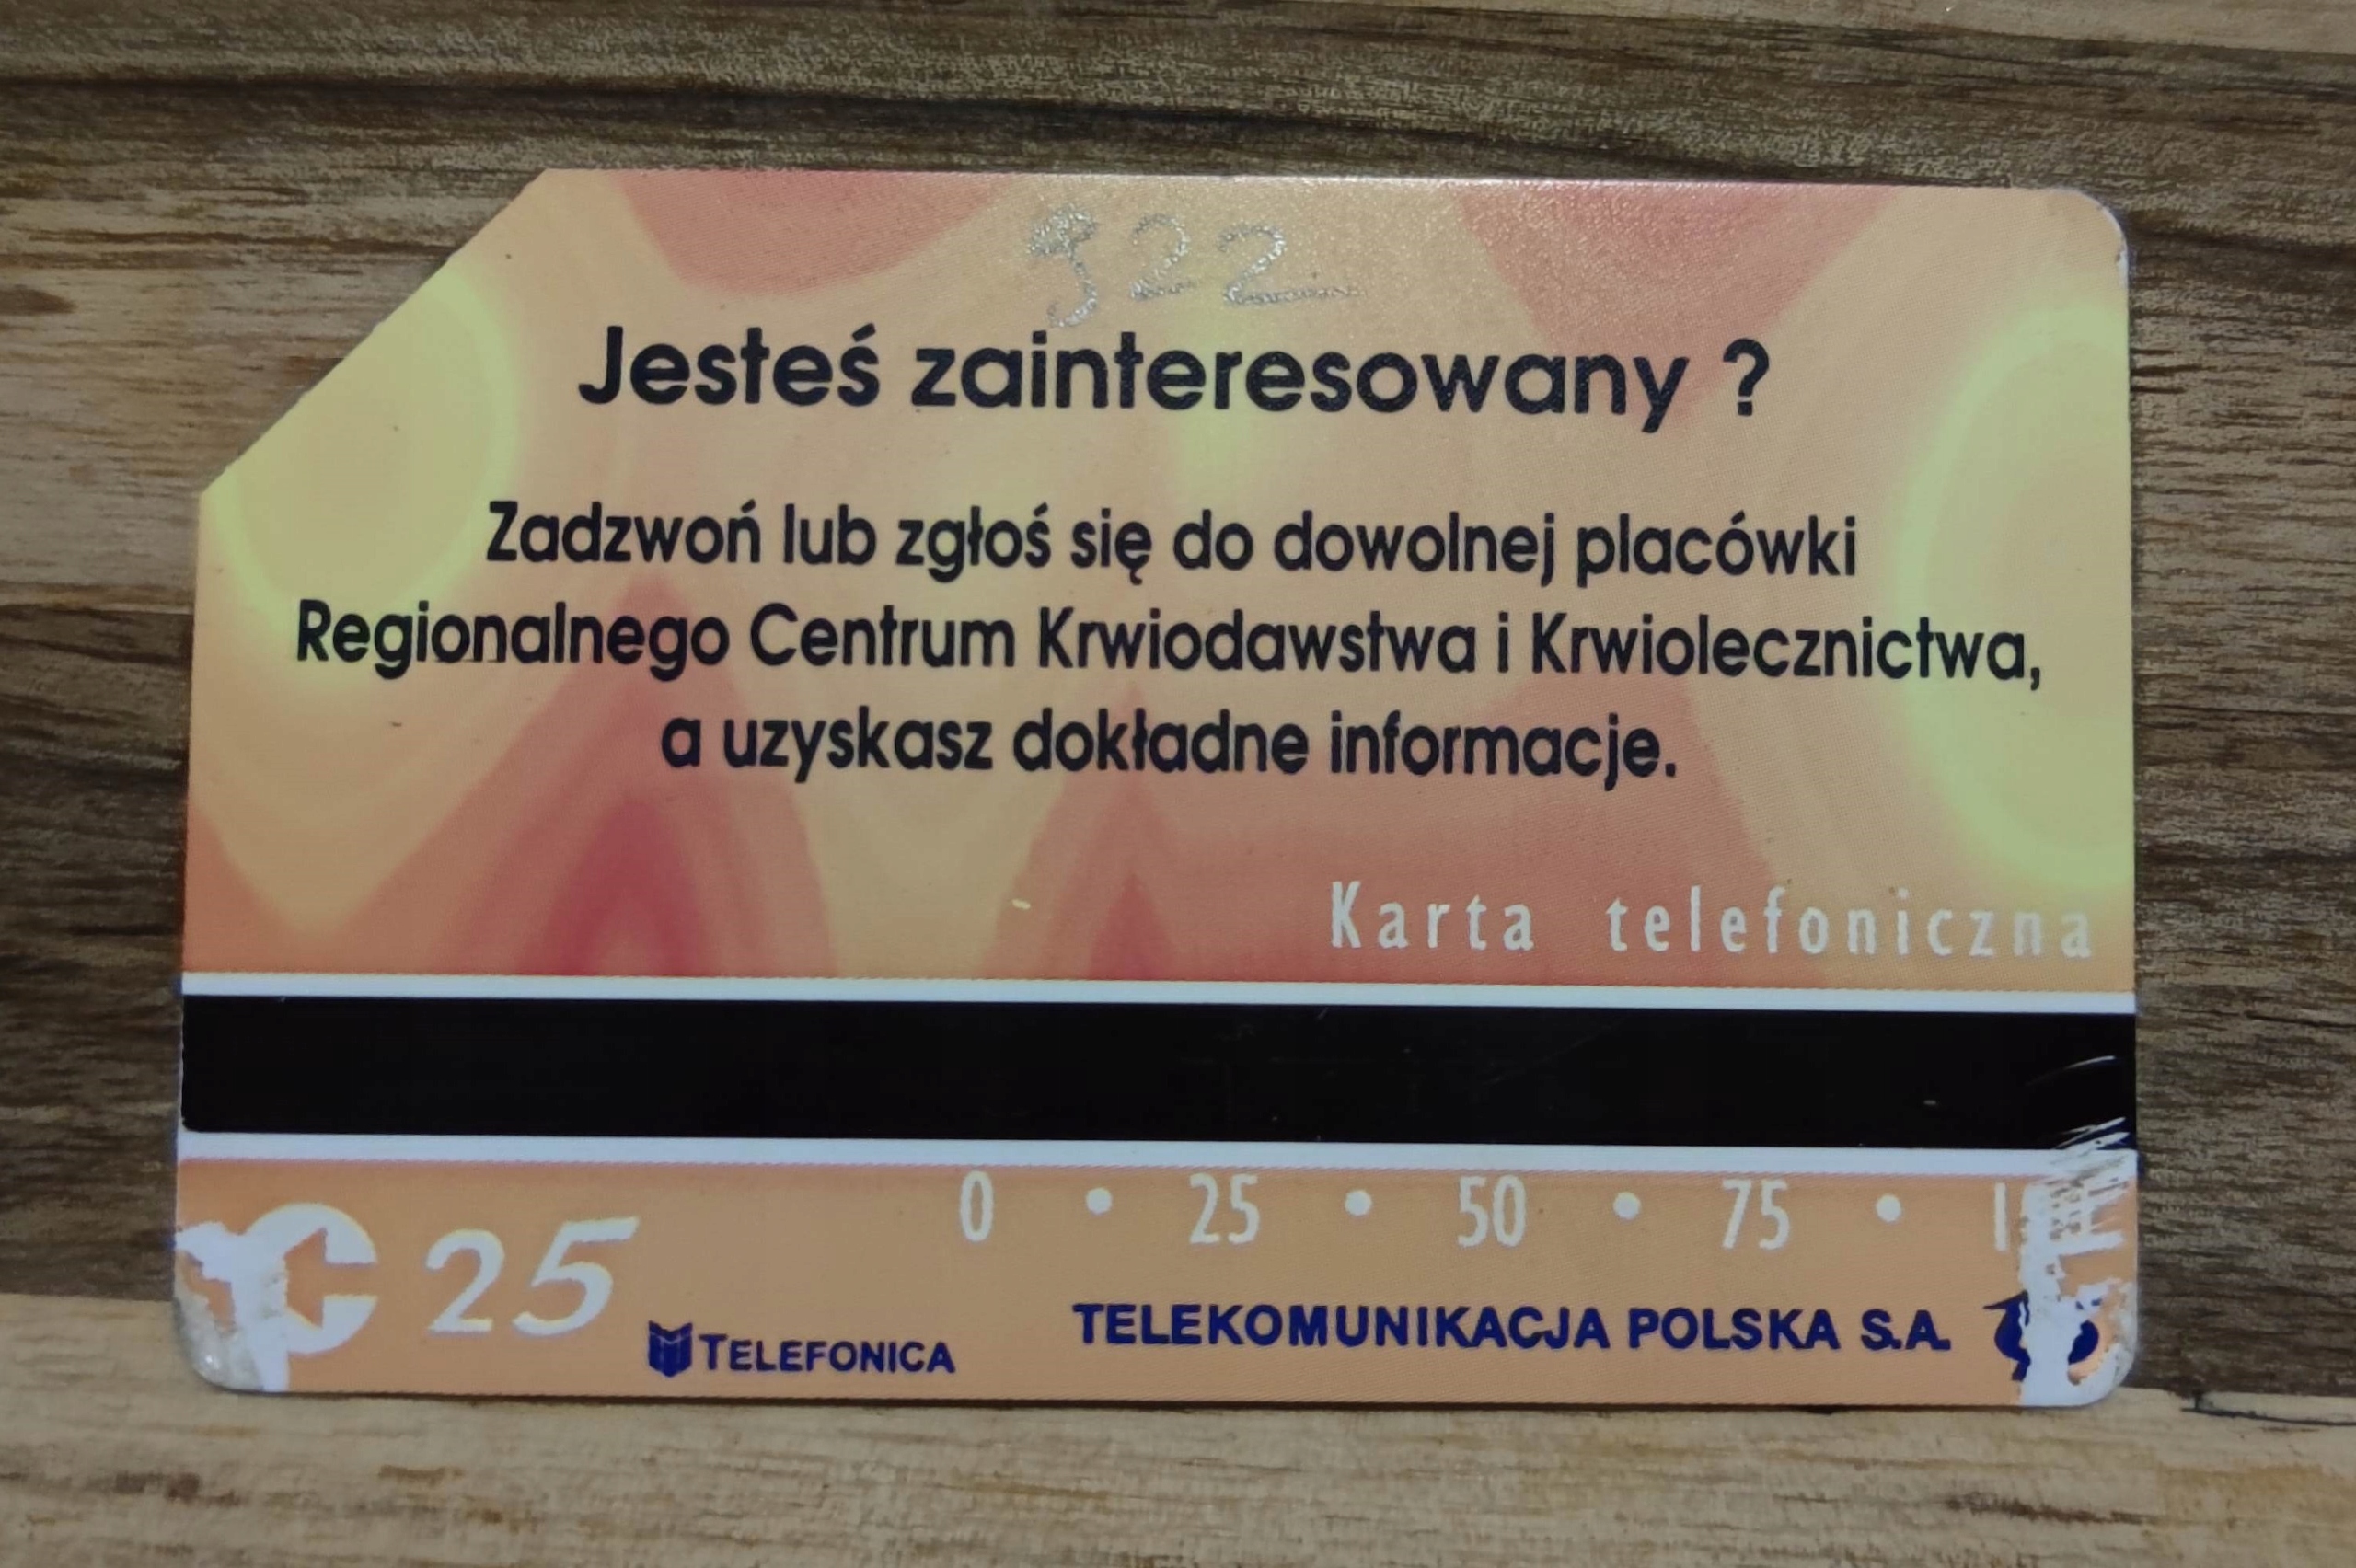 922
Jesteś zainteresowany ?
Zadzwoń lub zgłoś się do dowolnej placówki
Regionalnego Centrum Krwiodawstwa i Krwiolecznictwa,
a uzyskasz dokładne informacje.
Karta telefoniczna
0 • 25 • 50 • 75 •
25
TELEFONICA
TELEKOMUNIKACJA POLSKA S.A.